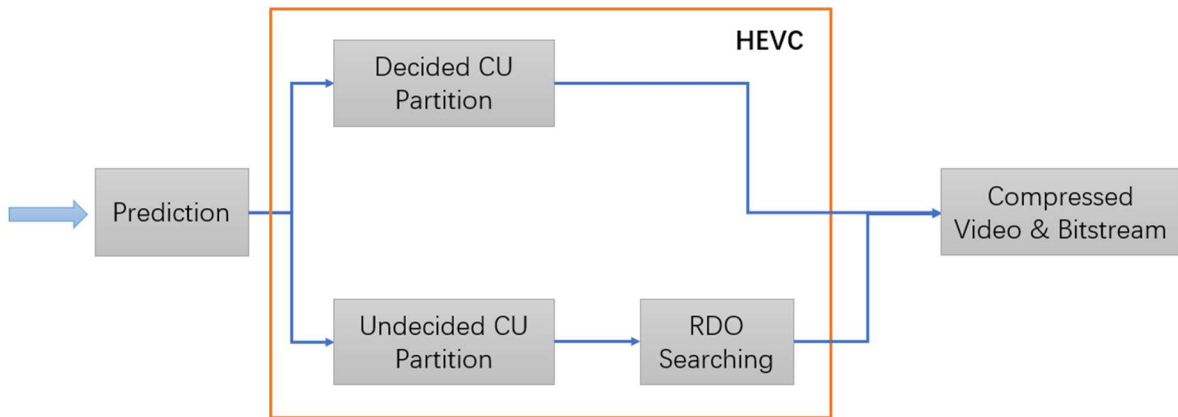 HEVC
Decided CU
Partition
Prediction
Compressed
Video & Bitstream
Undecided CU
Partition
RDO
Searching